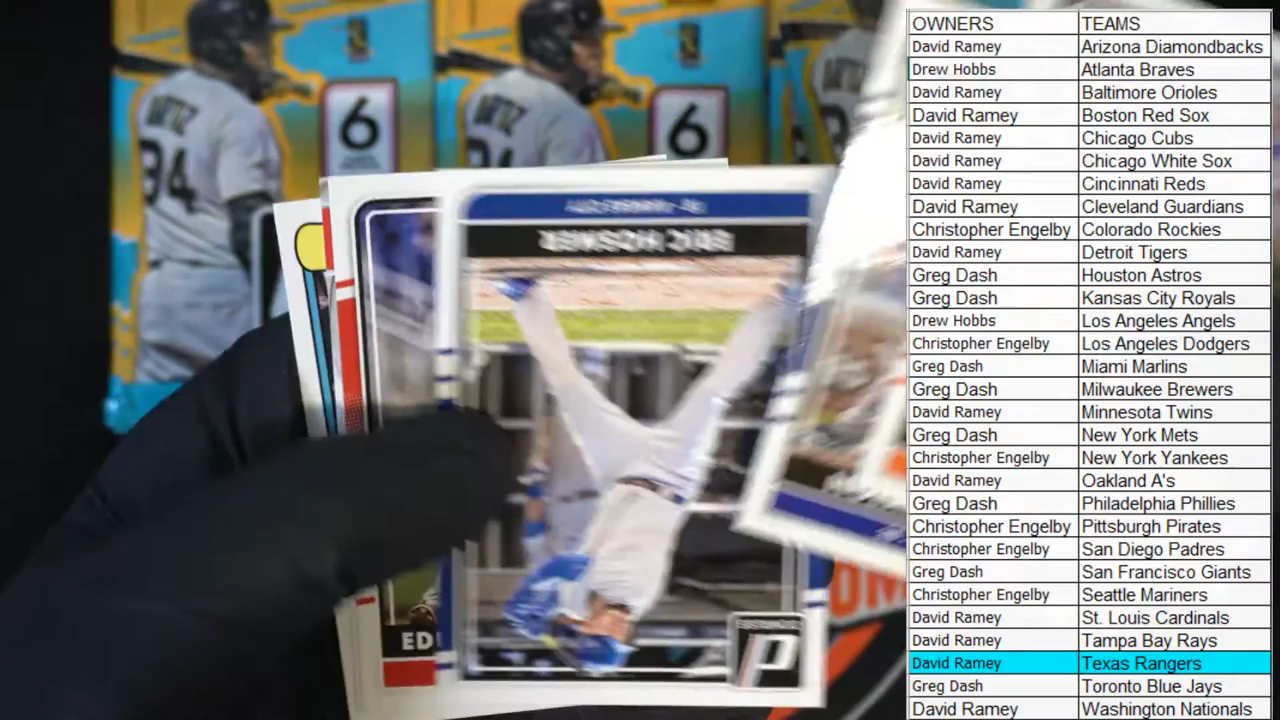 OWNERS TEAMS
David Ramey Arizona Diamondbacks
Drew Hobbs Atlanta Braves
David Ramey Baltimore Orioles
David Ramey Boston Red Sox
David Ramey Chicago Cubs
David Ramey Chicago White Sox
David Ramey Cincinnati Reds
David Ramey Cleveland Guardians
Christopher Engelby Colorado Rockies
David Ramey Detroit Tigers
Greg Dash Houston Astros
Greg Dash Kansas City Royals
Drew Hobbs Los Angeles Angels
Christopher Engelby Los Angeles Dodgers
Greg Dash Miami Marlins
Greg Dash Milwaukee Brewers
David Ramey Minnesota Twins
Greg Dash New York Mets
Christopher Engelby New York Yankees
David Ramey Oakland A's
Greg Dash Philadelphia Phillies
Christopher Engelby Pittsburgh Pirates
Christopher Engelby San Diego Padres
Greg Dash San Francisco Giants
Christopher Engelby Seattle Mariners
David Ramey St. Louis Cardinals
David Ramey Tampa Bay Rays
David Ramey Texas Rangers
Greg Dash Toronto Blue Jays
David Ramey Washington Nationals
34
6
6
ERIC HOSMER
ED